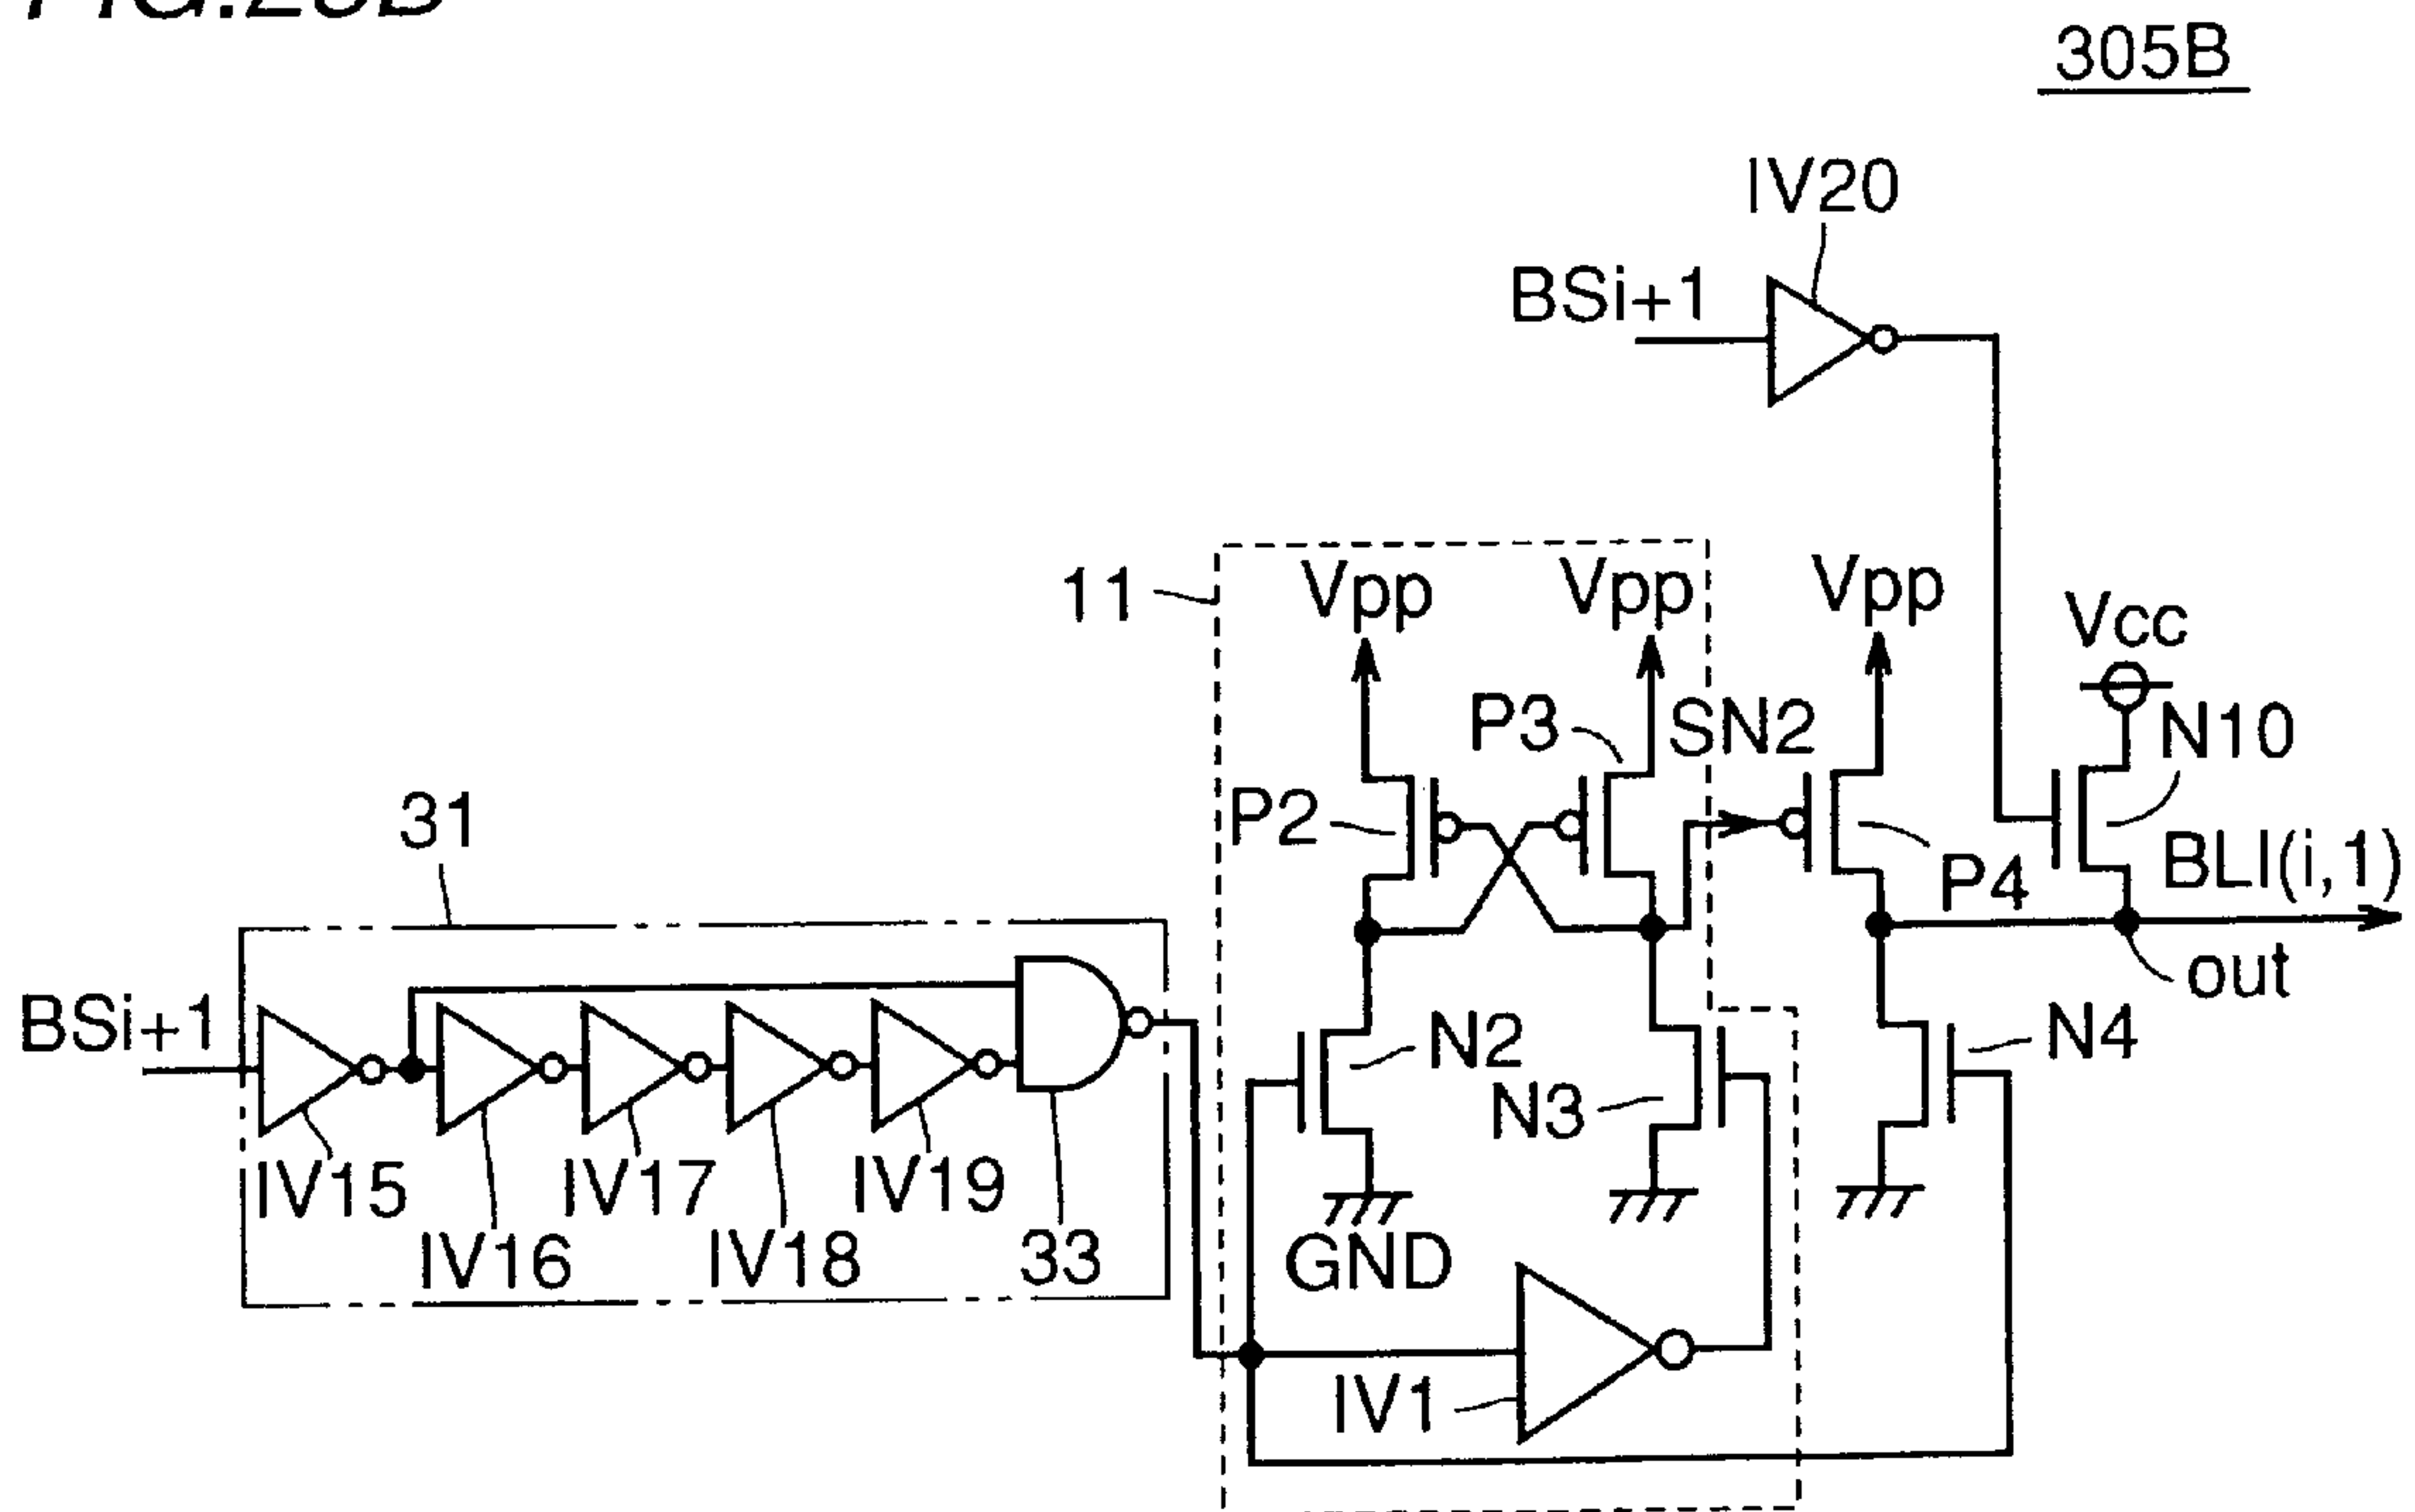 305B
IV20
BSi+1
11
Vpp
Vpp
Vpp
Vcc
P3
SN2
N10
P2
31
P4
BLI(i,1)
out
BSi+1
N2
N3
N4
IV15
IV17
IV19
IV16
IV18
33
GND
IV1